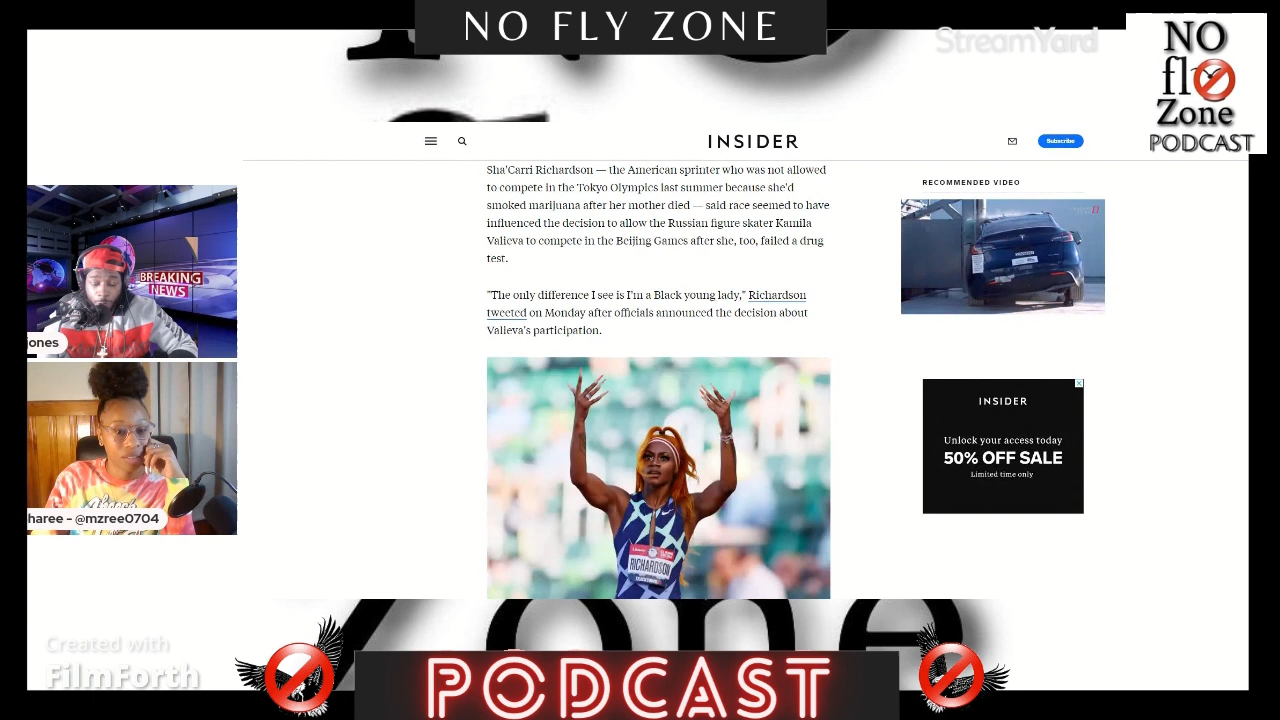 NO FLY ZONE
StreamYard
NO
fl
Zone
PODCAST
INSIDER
Subscribe
Sha'Carri Richardson — the American sprinter who was not allowed
to compete in the Tokyo Olympics last summer because she'd
smoked marijuana after her mother died — said race seemed to have
influenced the decision to allow the Russian figure skater Kamila
Valieva to compete in the Beijing Games after she, too, failed a drug
test.
"The only difference I see is I'm a Black young lady," Richardson
tweeted on Monday after officials announced the decision about
Valieva's participation.
RECOMMENDED VIDEO
BREAKING
NEWS
ones
haree - @mzree0704
INSIDER
Unlock your access today
50% OFF SALE
Limited time only
RICHARDSON
Zone
Created with
FilmForth
PODCAST